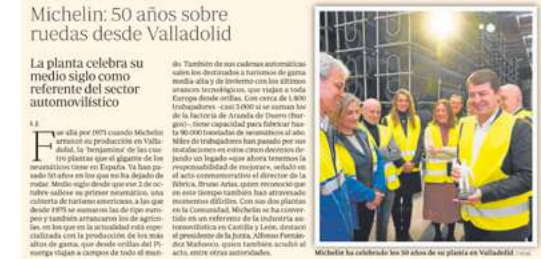 Michelin: 50 años sobre
ruedas desde Valladolid
La planta celebra su
medio siglo como
referente del sector
automovilístico
Fue allá por 1973 cuando Michelin
arrancó su producción en Valla-
dolid, la 'benjamina' de las cua-
tro plantas que el gigante de los
neumáticos tiene en España. Ya han pa-
sado 50 años en los que no ha dejado de
rodar. Medio siglo desde que ese 2 de oc-
tubre saliese su primer neumático, una
cubierta de turismo americanas, a las que
desde 1975 se sumaron las de tipo euro-
peo y también arrancaron los de agrico-
las, en los que en la actualidad está espe-
cializada con la producción de los más
altos de gama, que desde orillas del Pi-
suerga viajan a campos de todo el mun-
do. También de sus cadenas automáticas
salen los destinados a turismos de gama
media-alta y de invierno con los últimos
avances tecnológicos, que viajan a toda
Europa desde orillas. Con cerca de 1.800
trabajadores -casi 3.000 si se suman los
de la factoría de Aranda de Duero (Bur-
gos)-, tiene capacidad para fabricar has-
ta 90.000 toneladas de neumáticos al año.
Miles de trabajadores han pasado por sus
instalaciones en estos cinco decenios de-
jando un legado «que ahora tenemos la
responsabilidad de mejorar», señaló en
el acto conmemorativo el director de la
fábrica, Bruno Arias, quien reconoció que
en este tiempo también han atravesado
momentos difíciles. Con sus dos plantas
en la Comunidad, Michelin se ha conver-
tido en un referente de la industria au-
tomovilística en Castilla y León, destacó
el presidente de la Junta, Alfonso Fernán-
dez Mañueco, quien también acudió al
acto, entre otras autoridades.
Michelin ha celebrado los 50 años de su planta en Valladolid